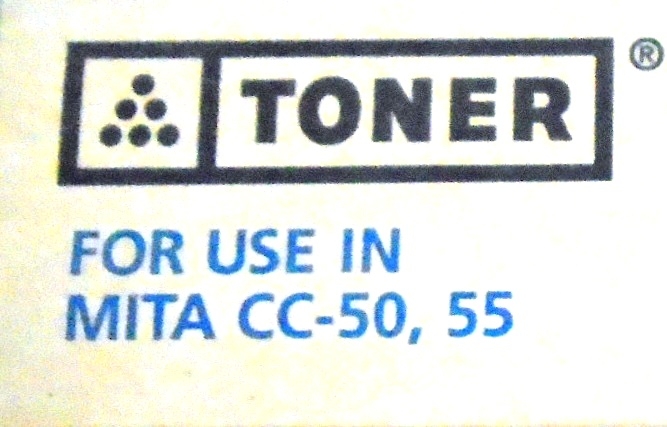 TONER ®
FOR USE IN
MITA CC-50, 55